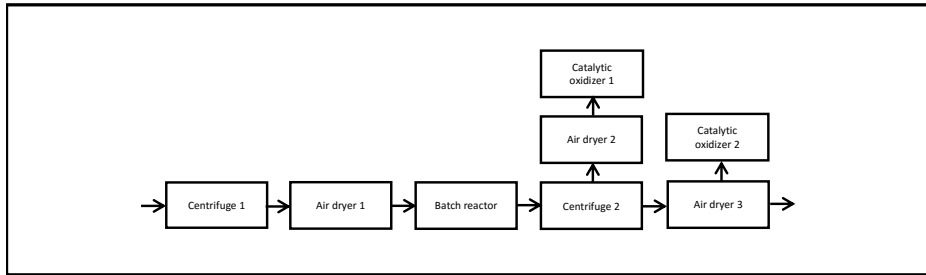 Catalytic
oxidizer 1
Air dryer 2
Catalytic
oxidizer 2
Centrifuge 1
Air dryer 1
Batch reactor
Centrifuge 2
Air dryer 3